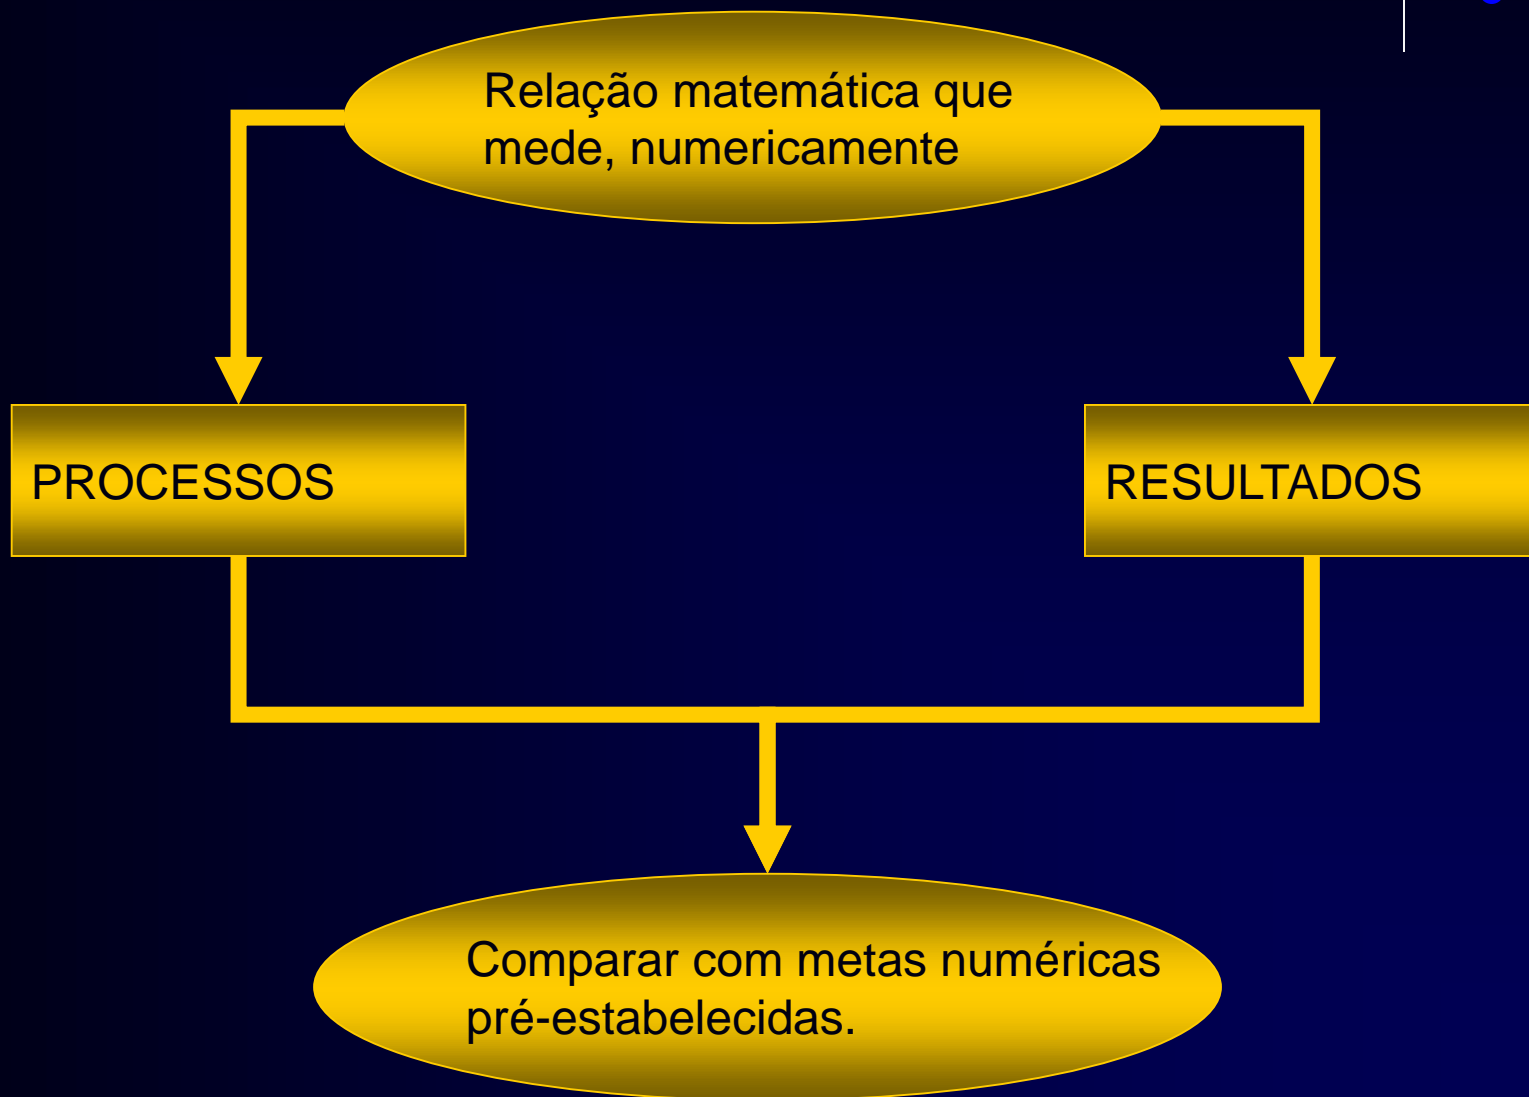 Relação matemática que
mede, numericamente
PROCESSOS
RESULTADOS
Comparar com metas numéricas
pré-estabelecidas.